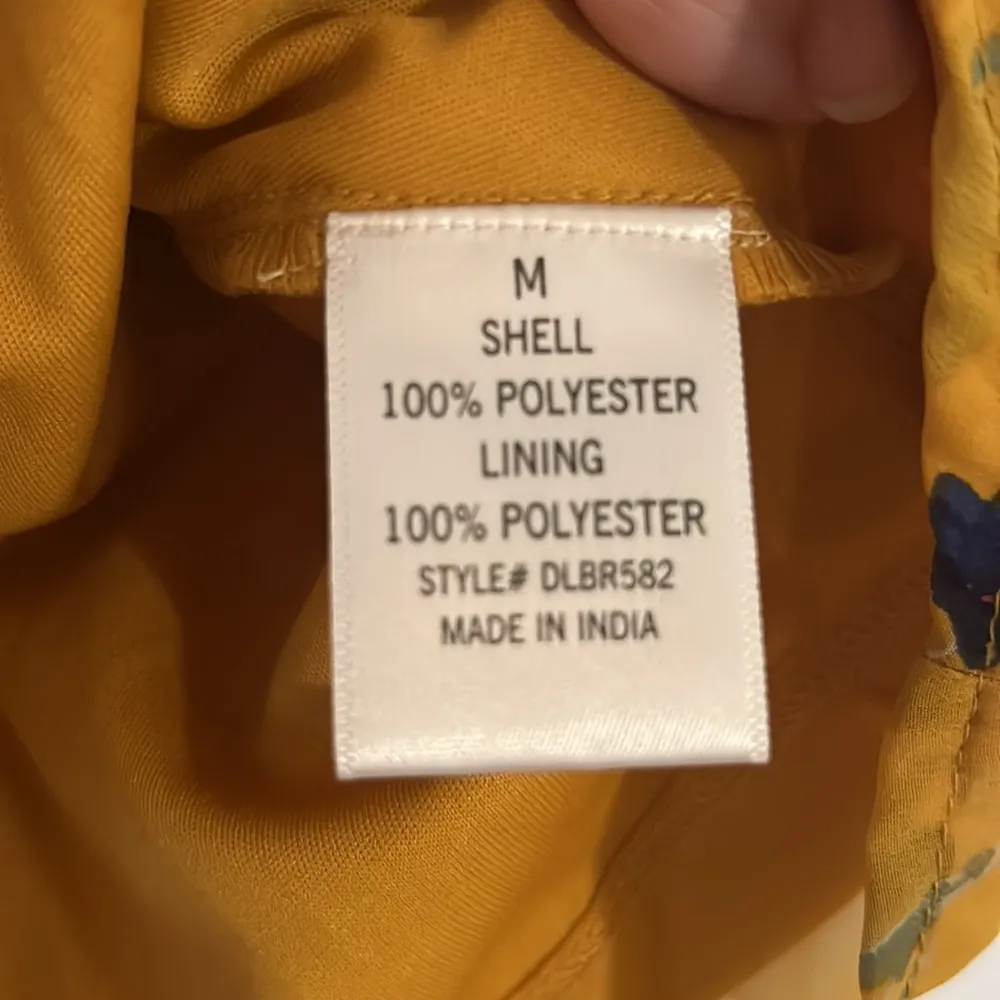 M
SHELL
100% POLYESTER
LINING
100% POLYESTER
STYLE# DLBR582
MADE IN INDIA